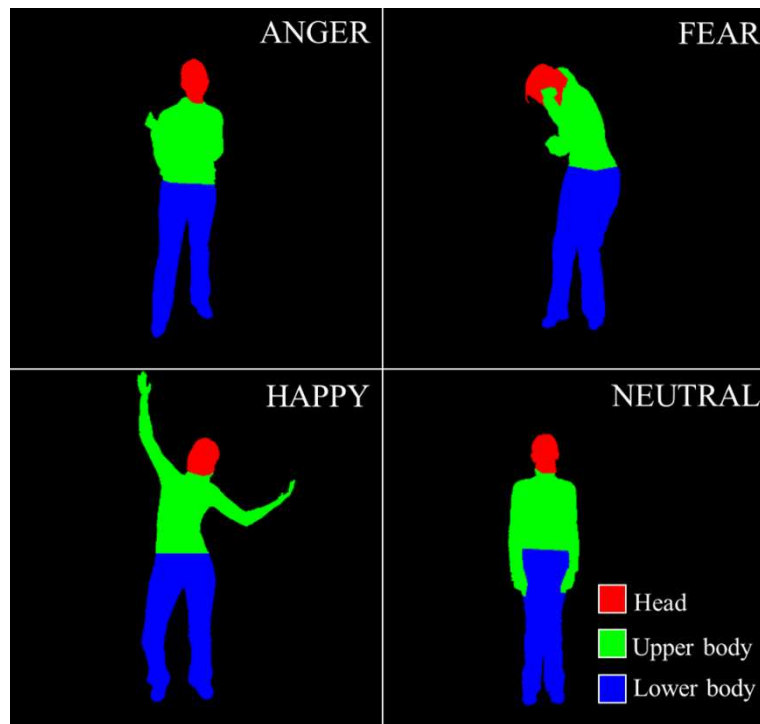 ANGER
FEAR
HAPPY
NEUTRAL
Head
Upper body
Lower body